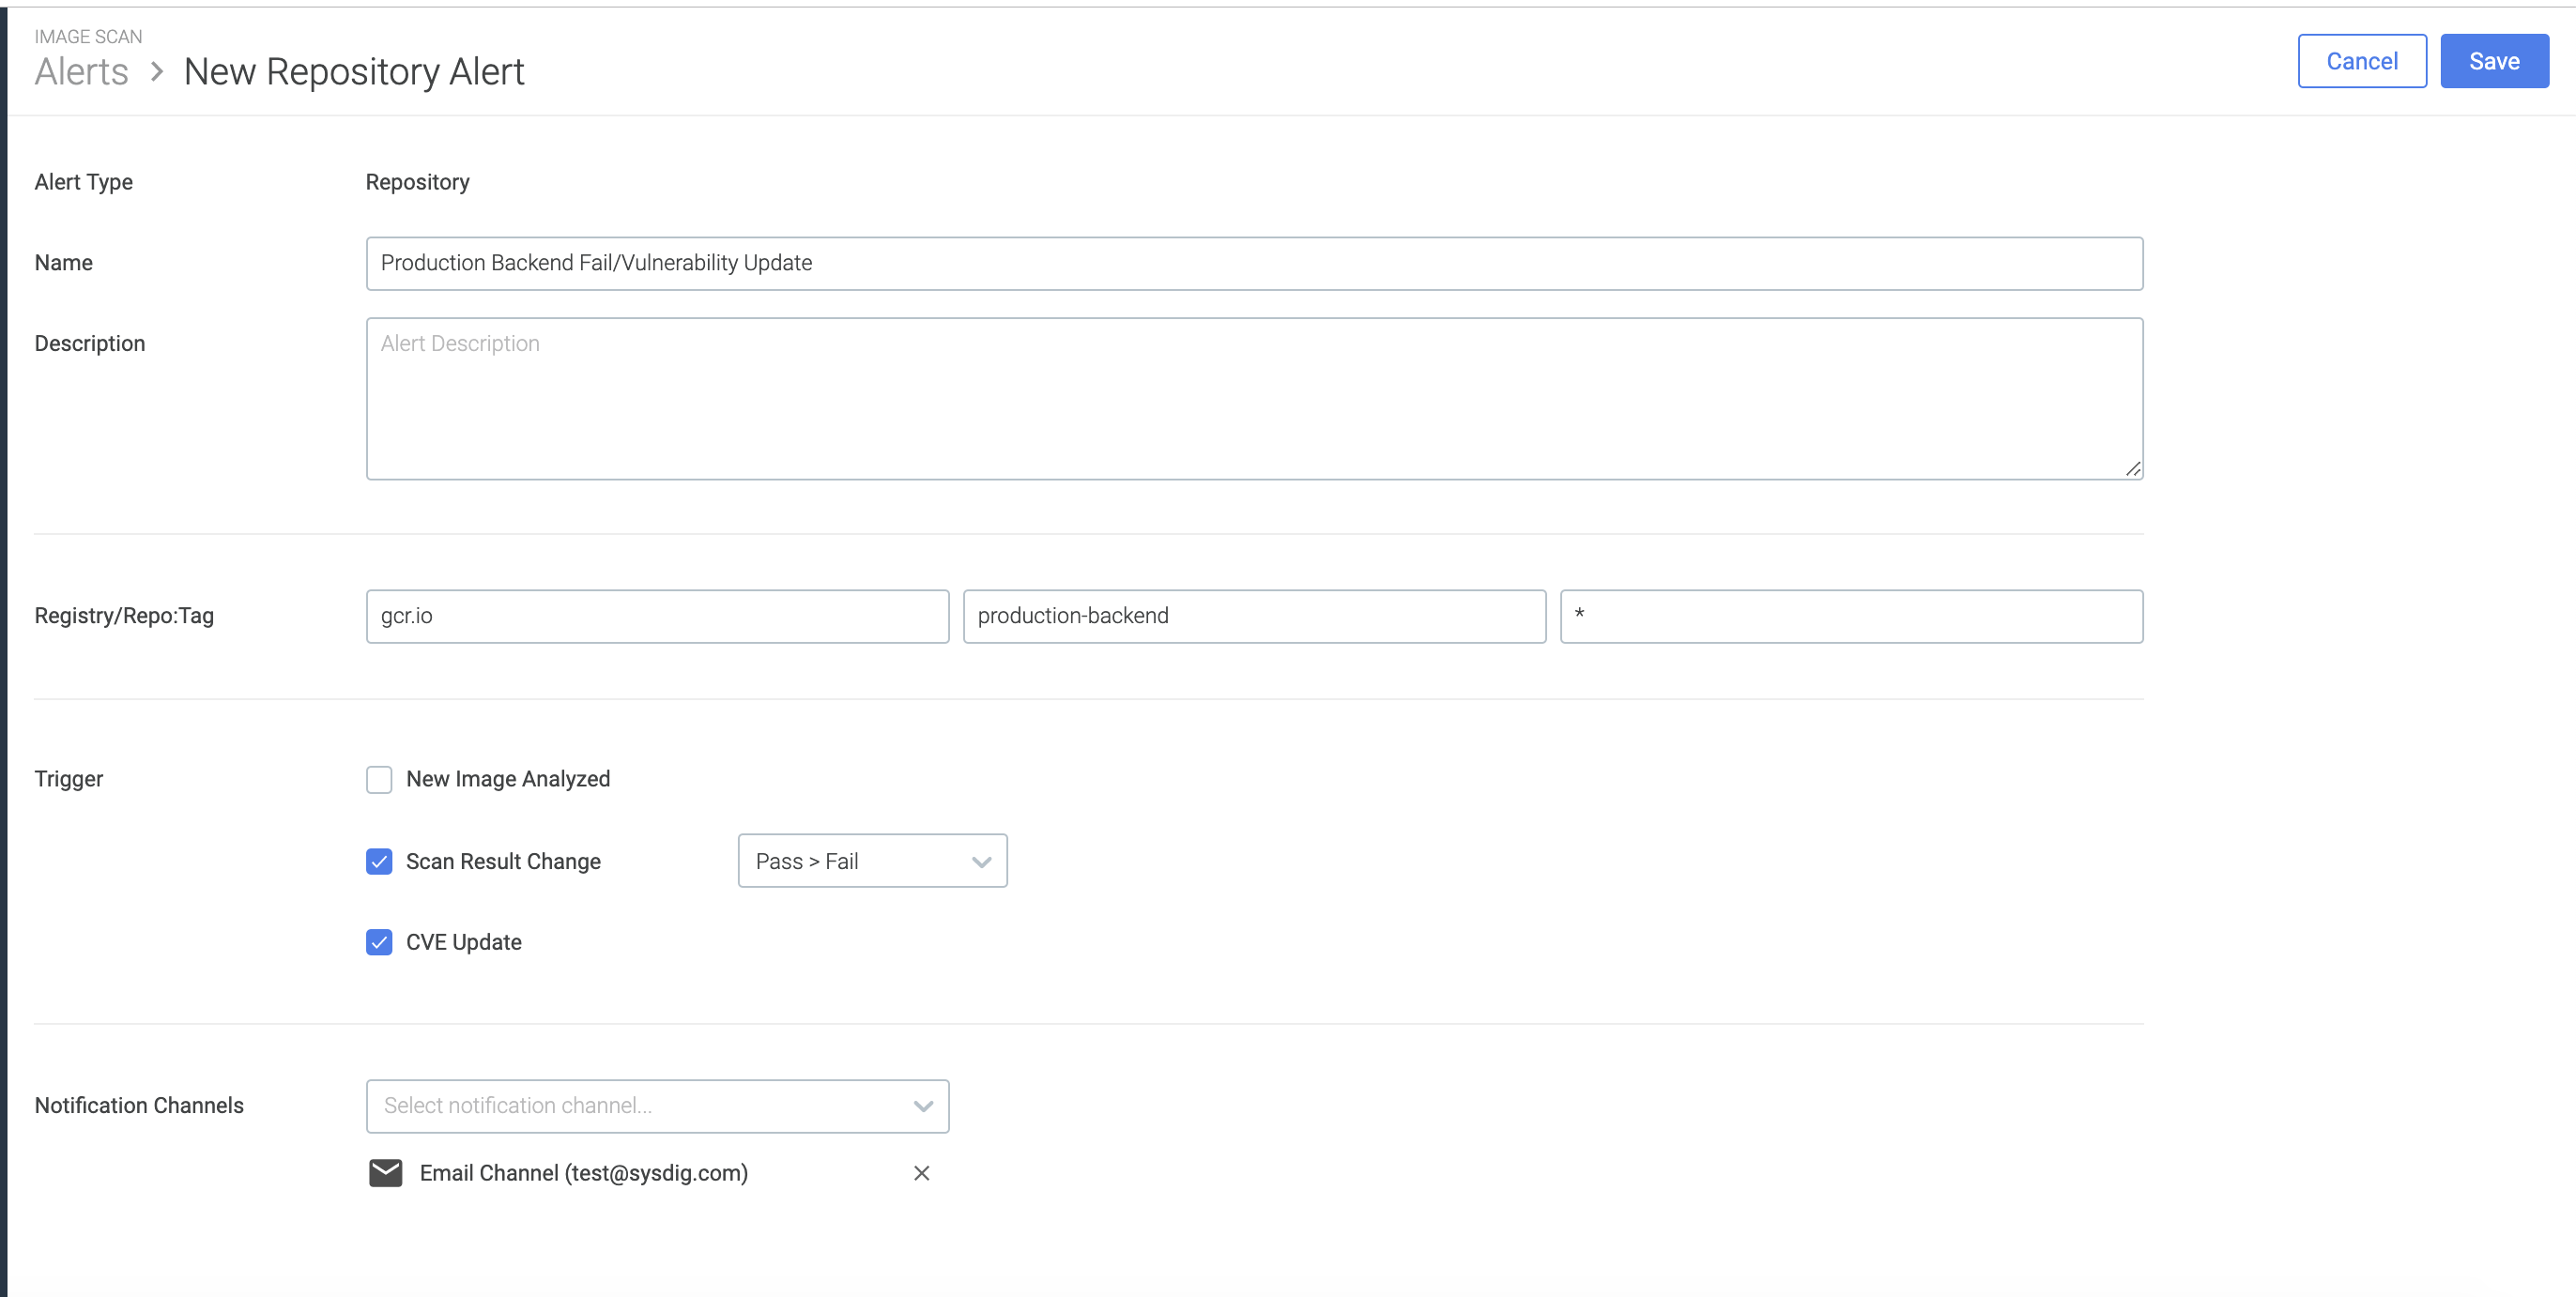 IMAGE SCAN
Alerts > New Repository Alert
Cancel
Save
Alert Type
Repository
Name
Production Backend Fail/Vulnerability Update
Description
Alert Description
Registry/Repo:Tag
gcr.io
production-backend
*
Trigger
New Image Analyzed
Scan Result Change
Pass > Fail
CVE Update
Notification Channels
Select notification channel...
Email Channel (test@sysdig.com)